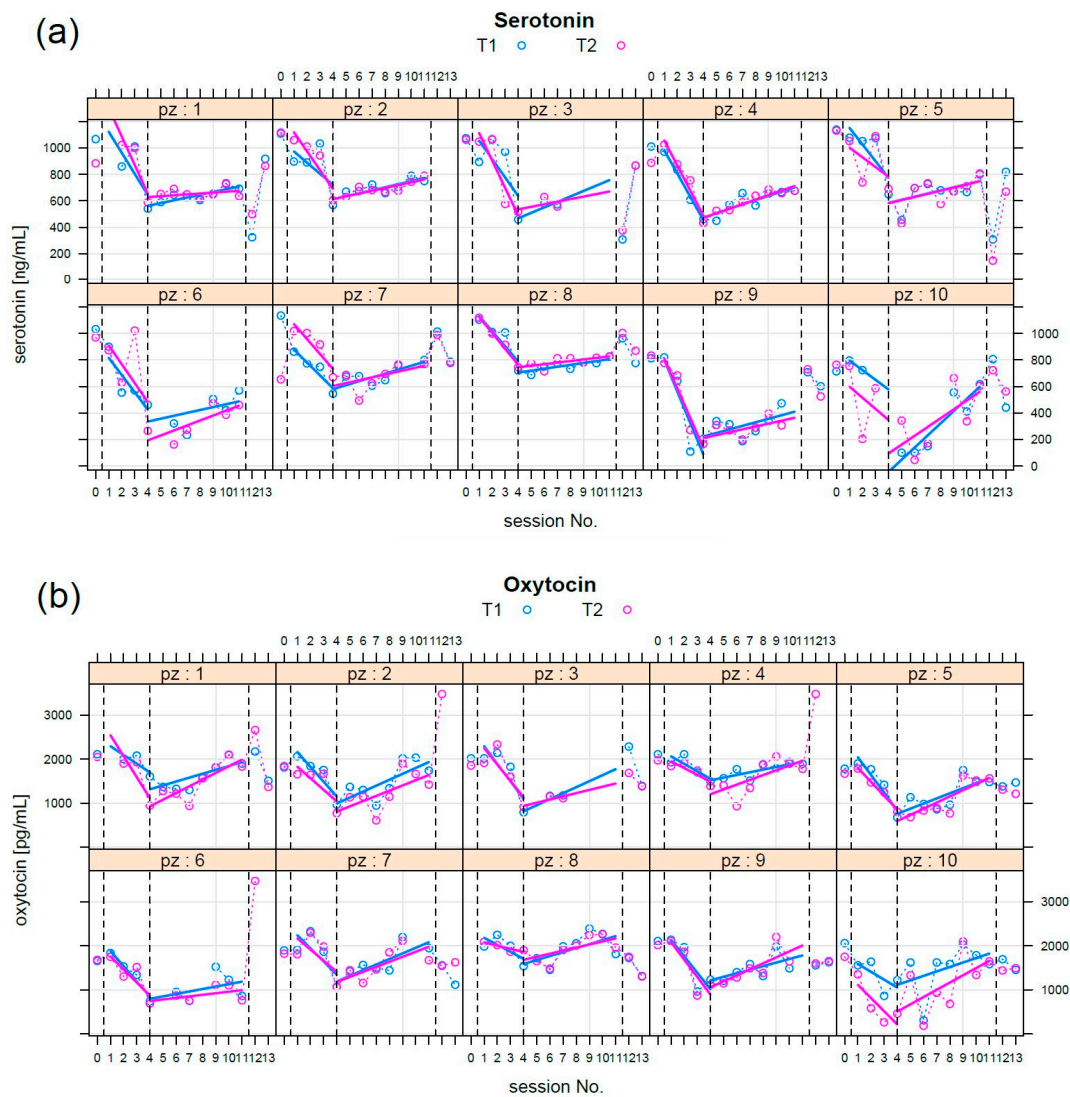 (a)
Serotonin
T1 T2
0 1 2 3 4 5 6 7 8 9 10 11 12 13 0 1 2 3 4 5 6 7 8 9 10 11 12 13
pz : 1 pz : 2 pz : 3 pz : 4 pz : 5
1000
800
600
400
200
0
serotonin [ng/mL]
pz : 6 pz : 7 pz : 8 pz : 9 pz : 10
1000
800
600
400
200
0
0 1 2 3 4 5 6 7 8 9 10 11 12 13 0 1 2 3 4 5 6 7 8 9 10 11 12 13 0 1 2 3 4 5 6 7 8 9 10 11 12 13
session No.
(b)
Oxytocin
T1 T2
0 1 2 3 4 5 6 7 8 9 10 11 12 13 0 1 2 3 4 5 6 7 8 9 10 11 12 13
pz : 1 pz : 2 pz : 3 pz : 4 pz : 5
3000
2000
1000
oxytocin [pg/mL]
pz : 6 pz : 7 pz : 8 pz : 9 pz : 10
3000
2000
1000
0 1 2 3 4 5 6 7 8 9 10 11 12 13 0 1 2 3 4 5 6 7 8 9 10 11 12 13 0 1 2 3 4 5 6 7 8 9 10 11 12 13
session No.